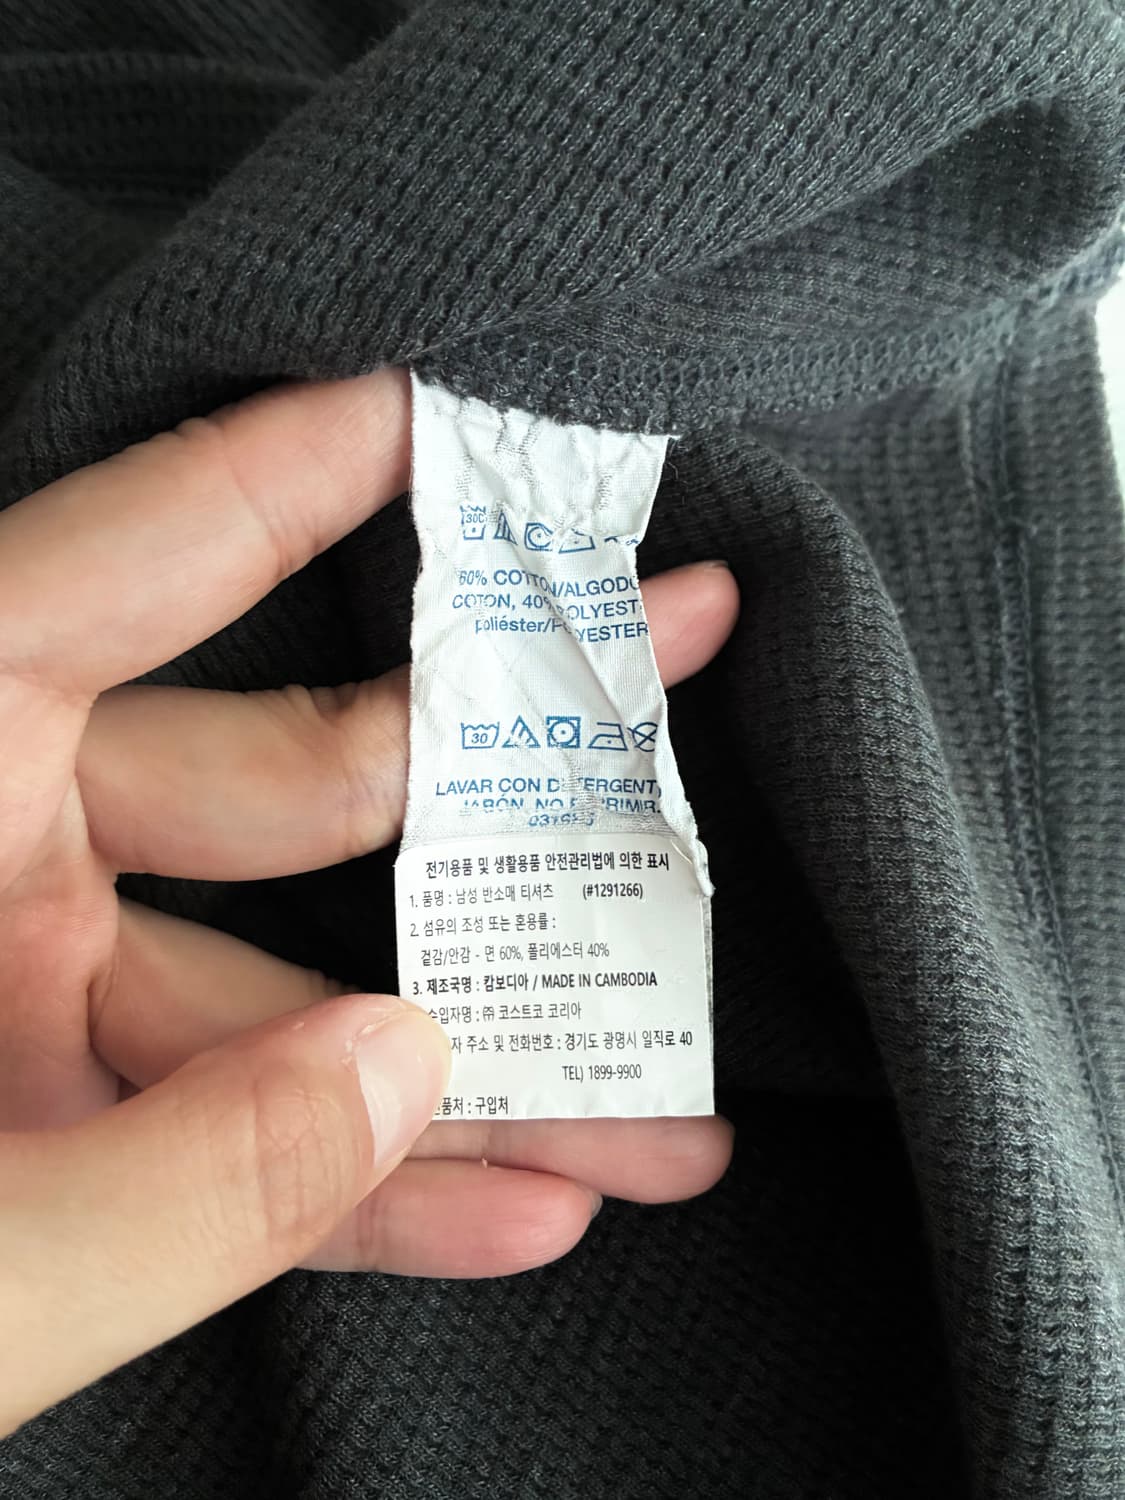 30C
60% COTTON/ALGODÓ
COTON, 40% POLYEST
poliéster/POLYESTER
30
LAVAR CON DETERGENT
JABÓN. NO EXPRIMIR.
전기용품 및 생활용품 안전관리법에 의한 표시
1. 품명 : 남성 반소매 티셔츠 (#1291266)
2. 섬유의 조성 또는 혼용률 :
겉감/안감 - 면 60%, 폴리에스터 40%
3. 제조국명 : 캄보디아 / MADE IN CAMBODIA
수입자명 : ㈜ 코스트코 코리아
자 주소 및 전화번호 : 경기도 광명시 일직로 40
TEL) 1899-9900
품처 : 구입처